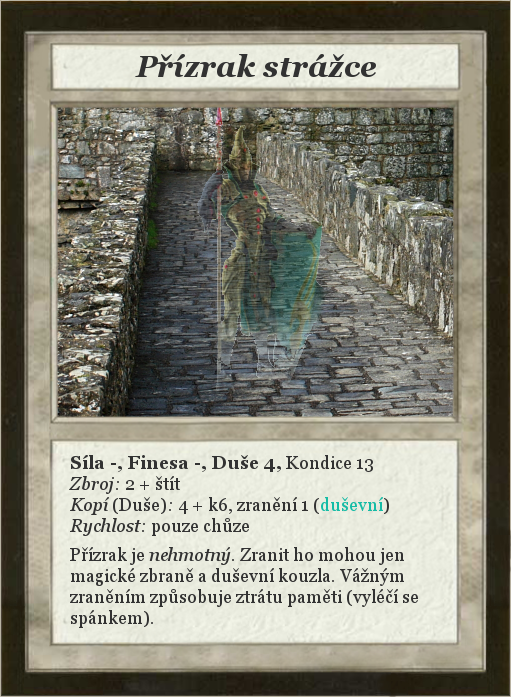 Přízrak strážce
Síla -, Finesa -, Duše 4, Kondice 13
Zbroj: 2 + štít
Kopí (Duše): 4 + k6, zranění 1 (duševní)
Rychlost: pouze chůze
Přízrak je nehmotný. Zranit ho mohou jen
magické zbraně a duševní kouzla. Vážným
zraněním způsobuje ztrátu paměti (vyléčí se
spánkem).